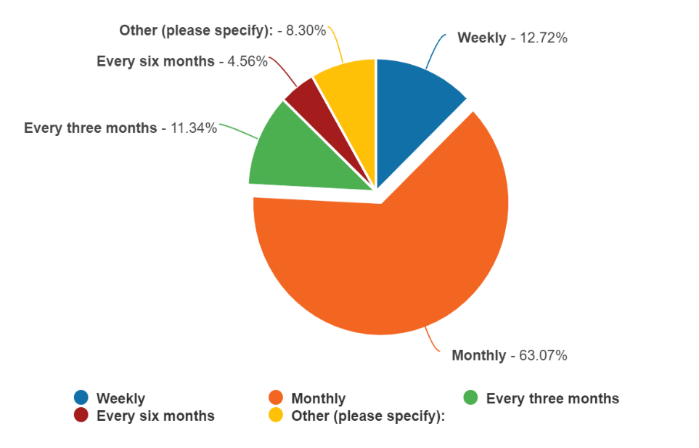 Other (please specify): - 8.30%
Weekly - 12.72%
Every six months - 4.56%
Every three months - 11.34%
Monthly - 63.07%
Weekly
Monthly
Every three months
Every six months
Other (please specify):